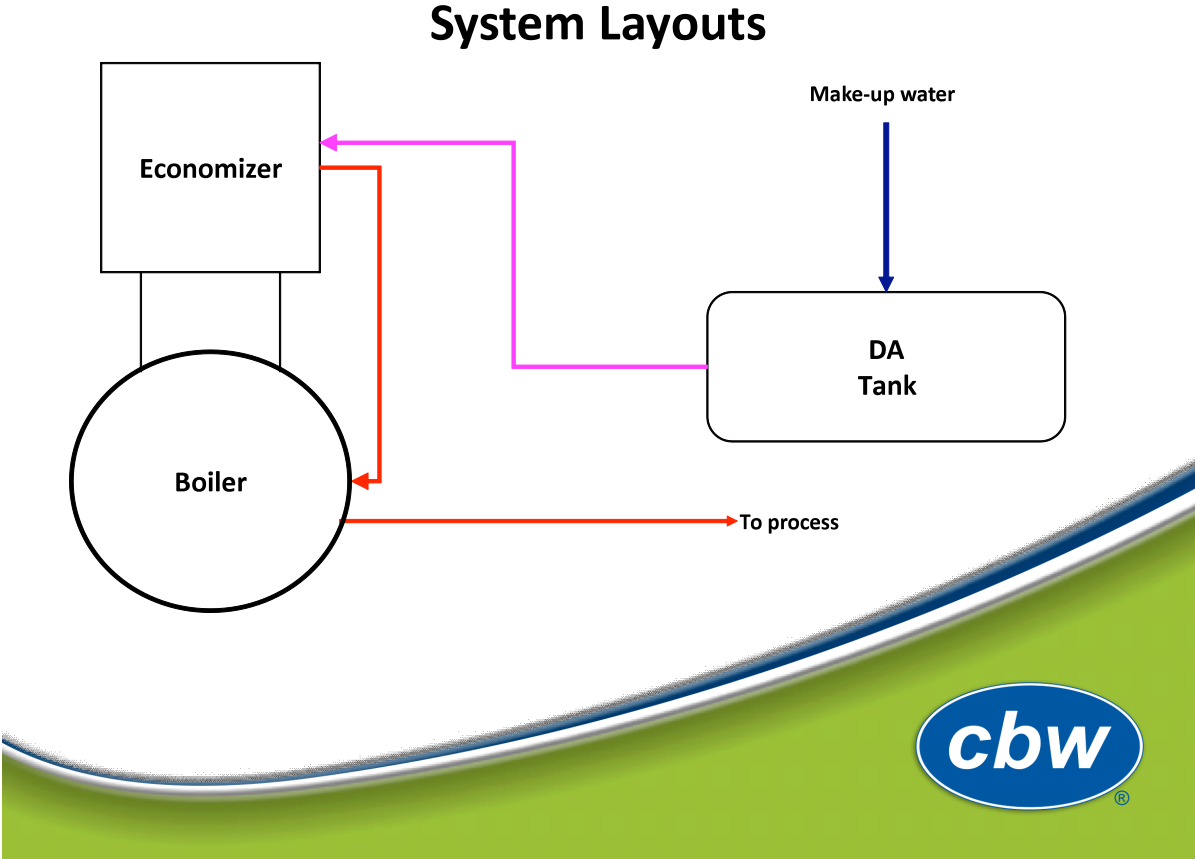 System Layouts
Make-up water
Economizer
DA
Tank
Boiler
To process
cbw
®